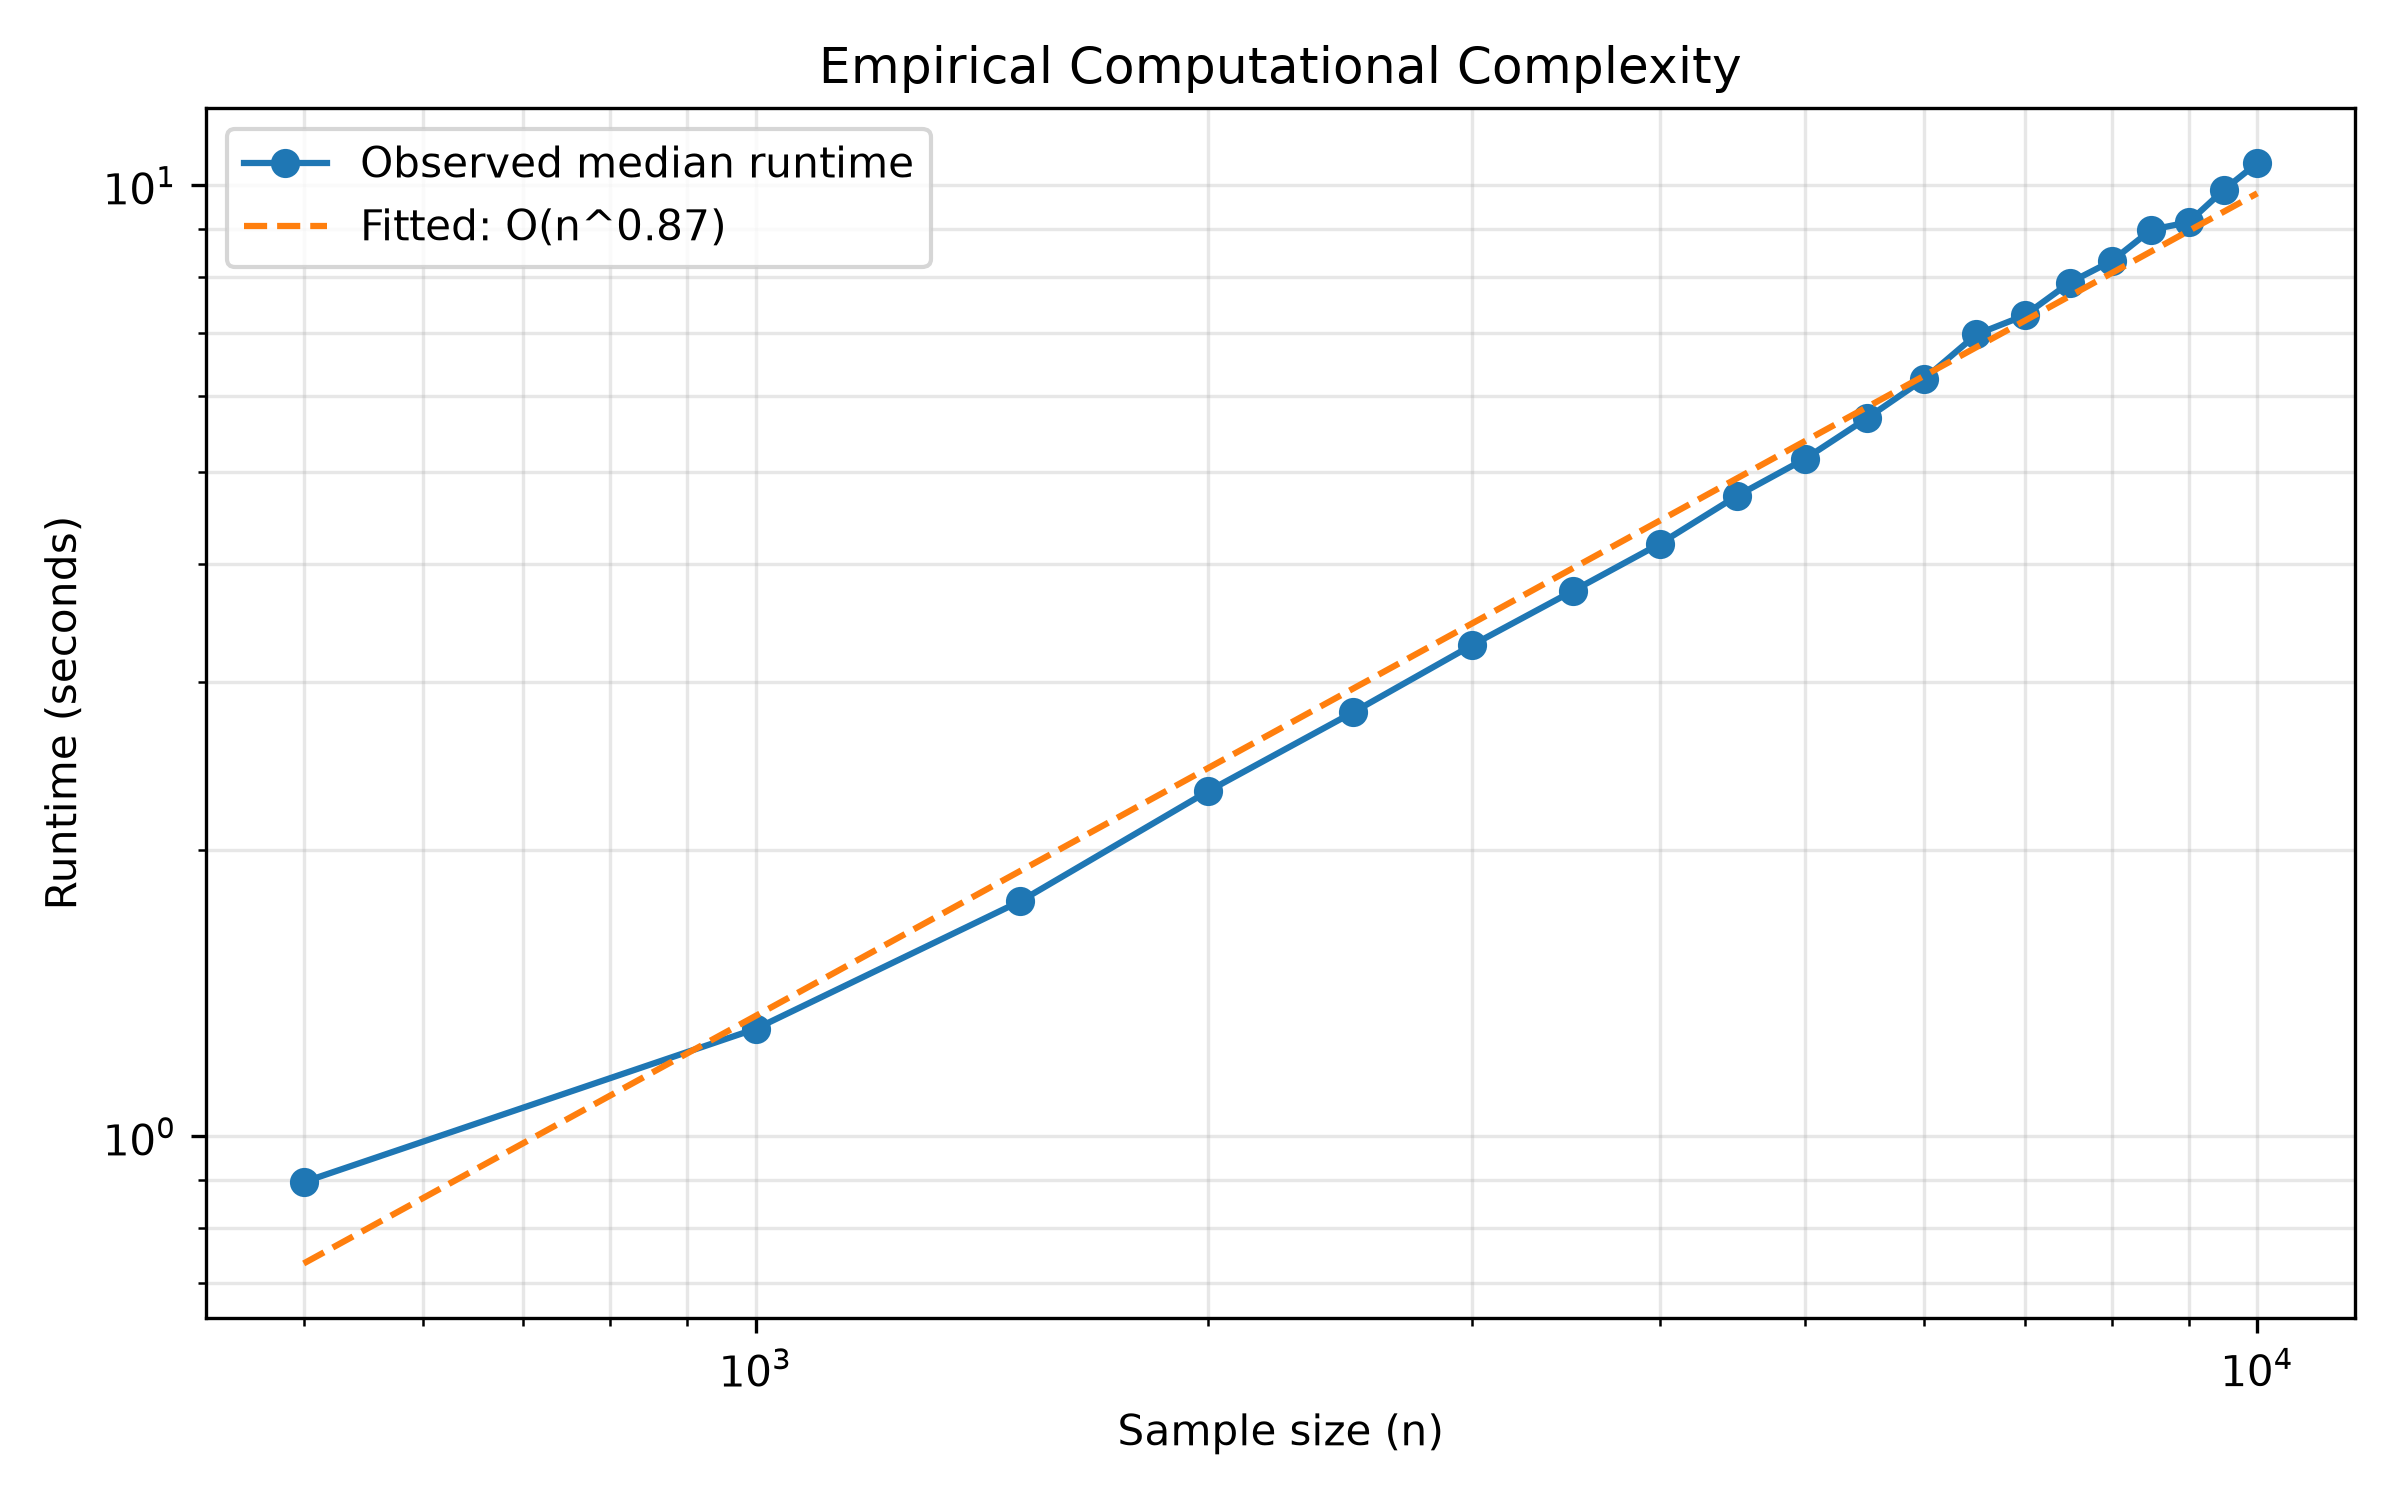 Empirical Computational Complexity
Observed median runtime
Fitted: O(n^0.87)
10¹
10⁰
Runtime (seconds)
10³
10⁴
Sample size (n)